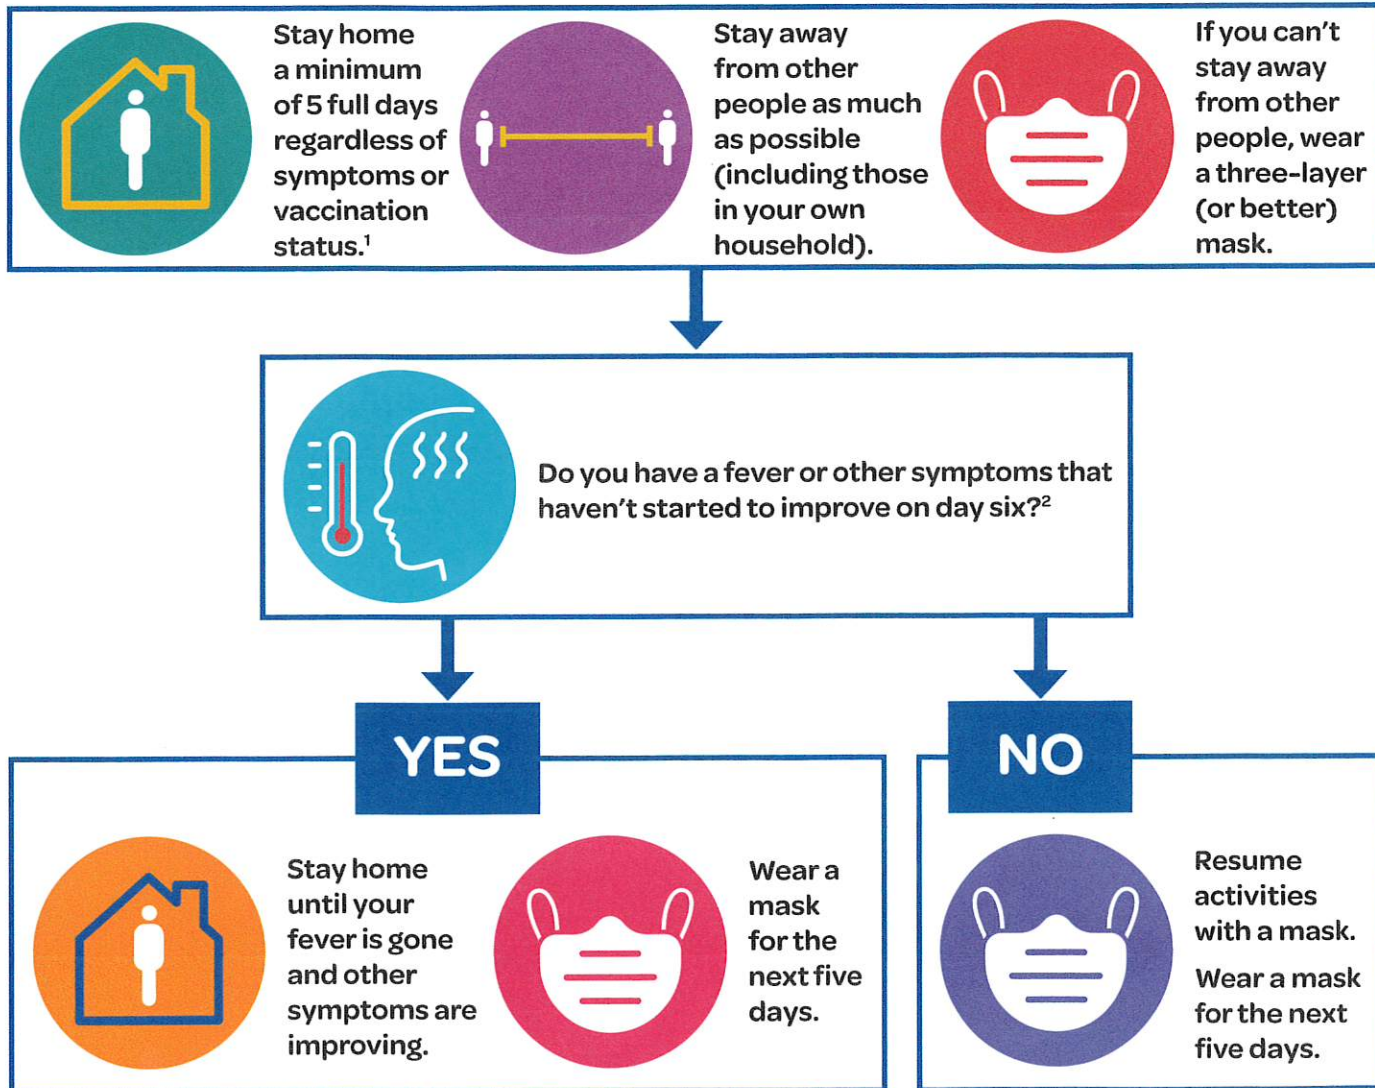 Stay home
a minimum
of 5 full days
regardless of
symptoms or
vaccination
status.¹
Stay away
from other
people as much
as possible
(including those
in your own
household).
If you can't
stay away
from other
people, wear
a three-layer
(or better)
mask.
Do you have a fever or other symptoms that
haven't started to improve on day six?²
YES
Stay home
until your
fever is gone
and other
symptoms are
improving.
Wear a
mask
for the
next five
days.
NO
Resume
activities
with a mask.
Wear a mask
for the next
five days.